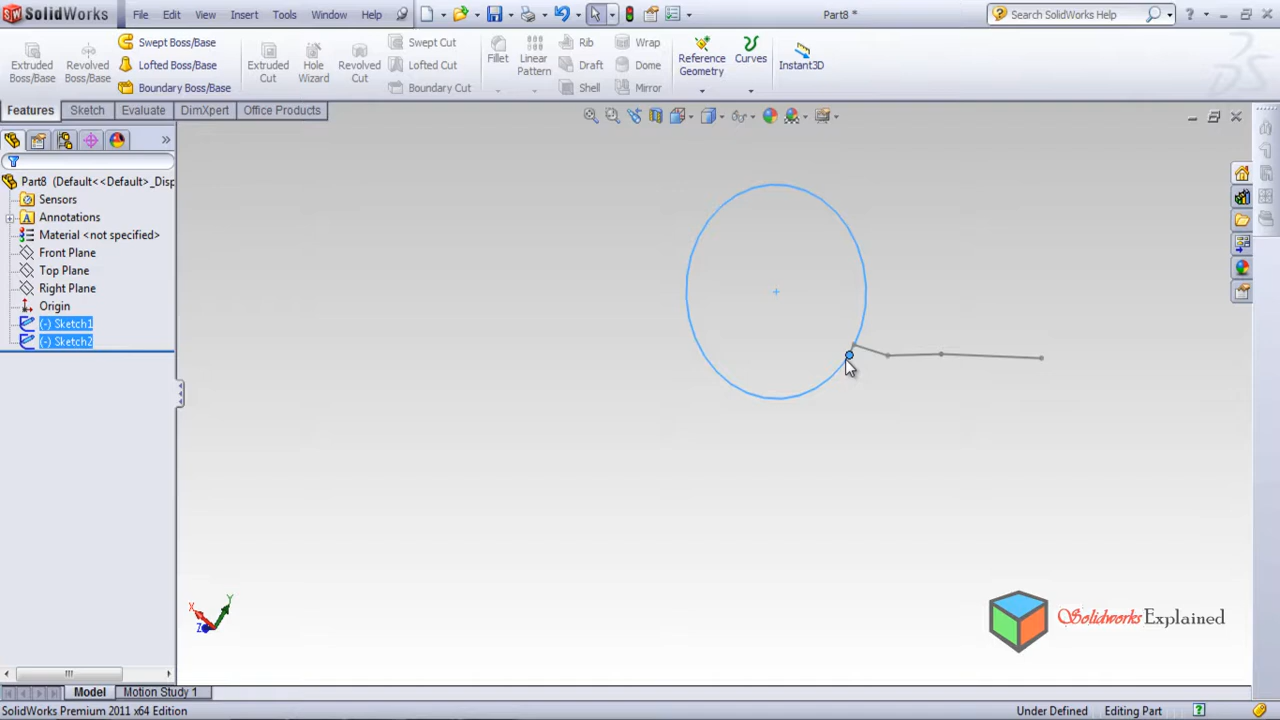 SolidWorks File Edit View Insert Tools Window Help Part8 * Search SolidWorks Help
Extruded Boss/Base Revolved Boss/Base Swept Boss/Base Lofted Boss/Base Boundary Boss/Base Extruded Cut Hole Wizard Revolved Cut Swept Cut Lofted Cut Boundary Cut Fillet Linear Pattern Rib Draft Shell Wrap Dome Mirror Reference Geometry Curves Instant3D
Features Sketch Evaluate DimXpert Office Products
Part8 (Default<<Default>_Disp
Sensors
Annotations
Material <not specified>
Front Plane
Top Plane
Right Plane
Origin
(-) Sketch1
(-) Sketch2
X Y Z
Solidworks Explained
Model Motion Study 1
SolidWorks Premium 2011 x64 Edition Under Defined Editing Part